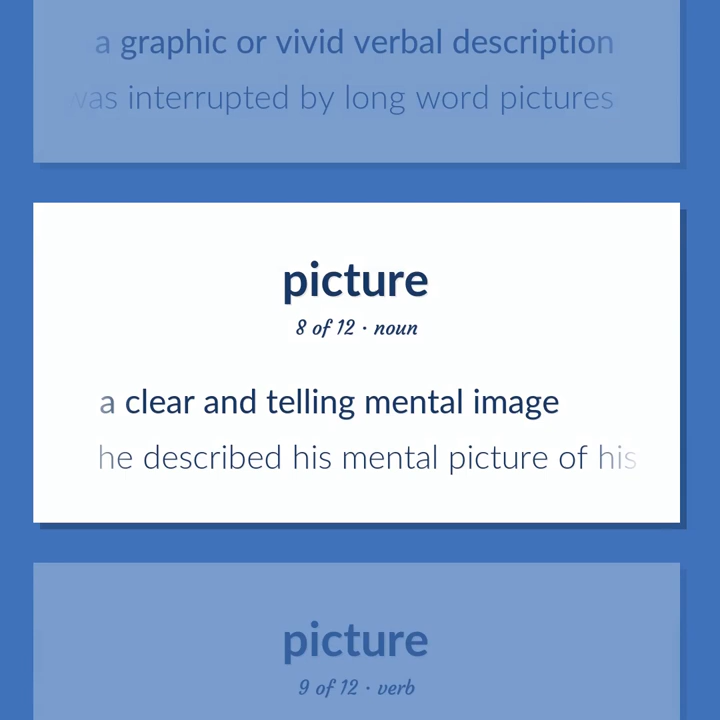 a graphic or vivid verbal description
was interrupted by long word pictures
picture
8 of 12 · noun
a clear and telling mental image
he described his mental picture of his
picture
9 of 12 · verb